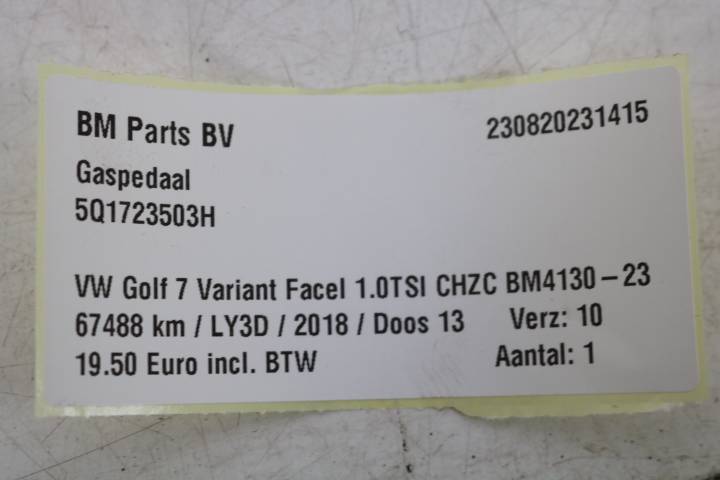 BM Parts BV 230820231415
Gaspedaal
5Q1723503H
VW Golf 7 Variant Facel 1.0TSI CHZC BM4130-23
67488 km / LY3D / 2018 / Doos 13 Verz: 10
19.50 Euro incl. BTW Aantal: 1